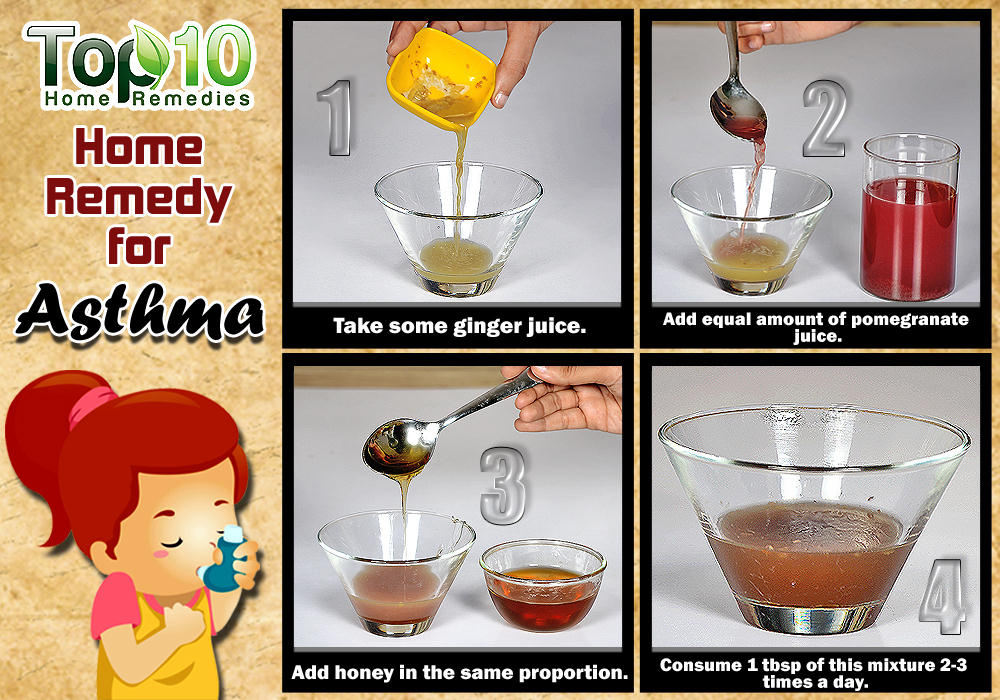 Top10
Home Remedies
Home
Remedy
for
Asthma
1
Take some ginger juice.
2
Add equal amount of pomegranate
juice.
3
Add honey in the same proportion.
4
Consume 1 tbsp of this mixture 2-3
times a day.